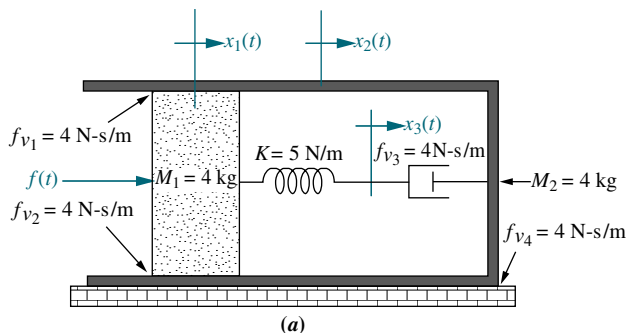 x1(t)
x2(t)
x3(t)
fv1 = 4 N-s/m
K = 5 N/m
fv3 = 4N-s/m
f(t)
M1 = 4 kg
M2 = 4 kg
fv2 = 4 N-s/m
fv4 = 4 N-s/m
(a)